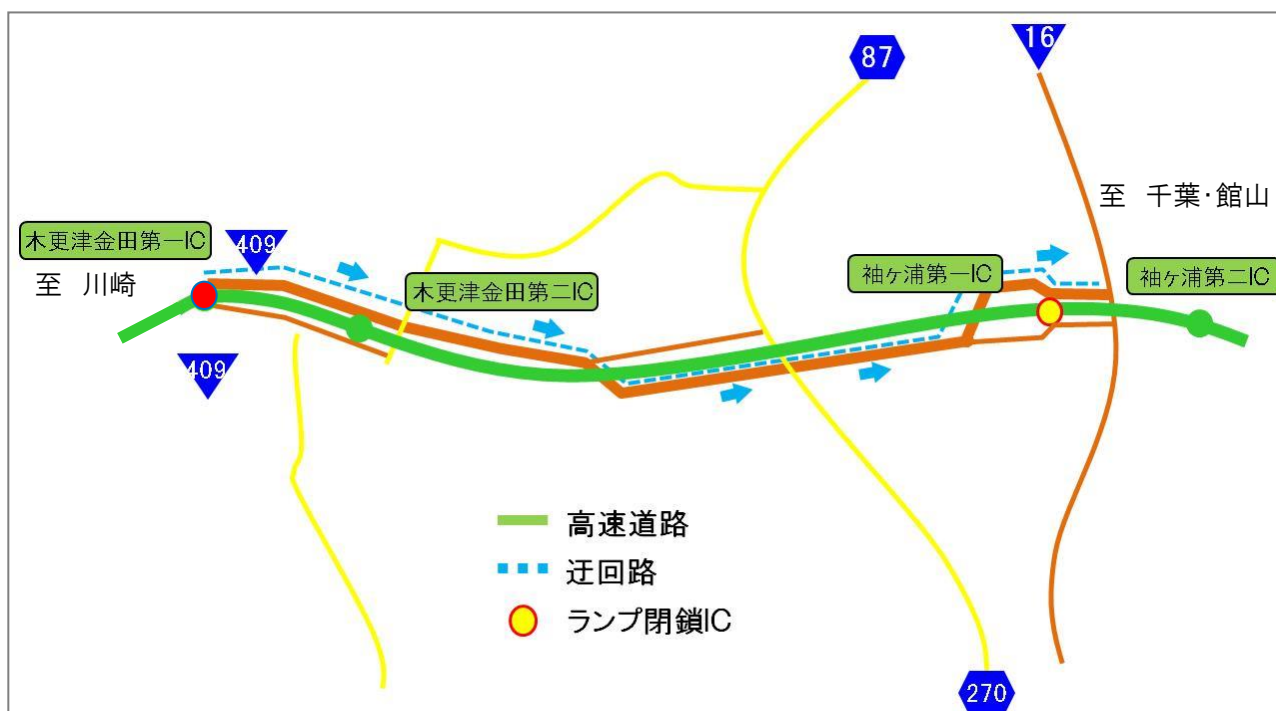 16
87
至 千葉・館山
木更津金田第一IC
409
至 川崎
木更津金田第二IC
袖ヶ浦第一IC
袖ヶ浦第二IC
409
高速道路
迂回路
ランプ閉鎖IC
270